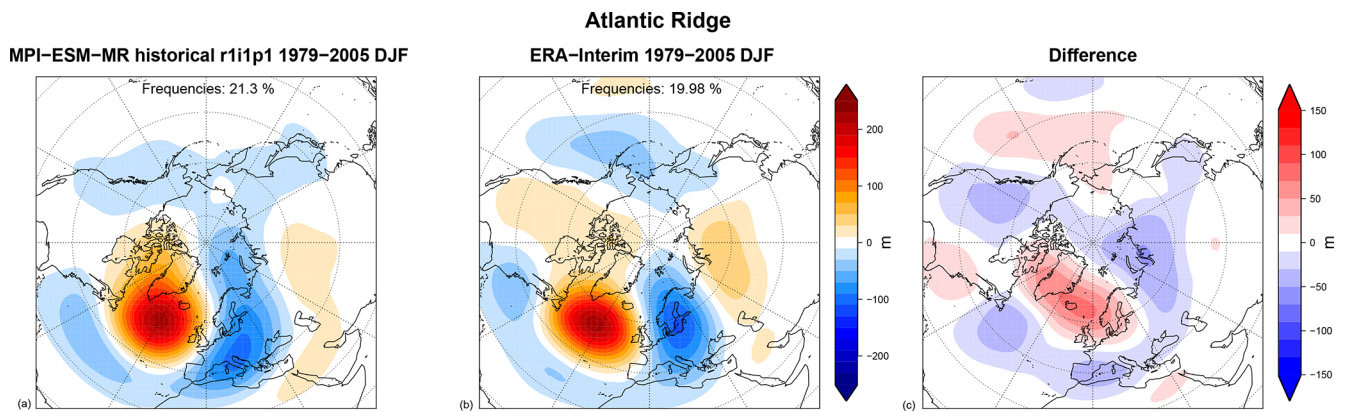 Atlantic Ridge
MPI−ESM−MR historical r1i1p1 1979−2005 DJF
ERA−Interim 1979−2005 DJF
Difference
Frequencies: 21.3 %
Frequencies: 19.98 %
200
100
0
−100
−200
m
150
100
50
0
−50
−100
−150
m
(a)
(b)
(c)